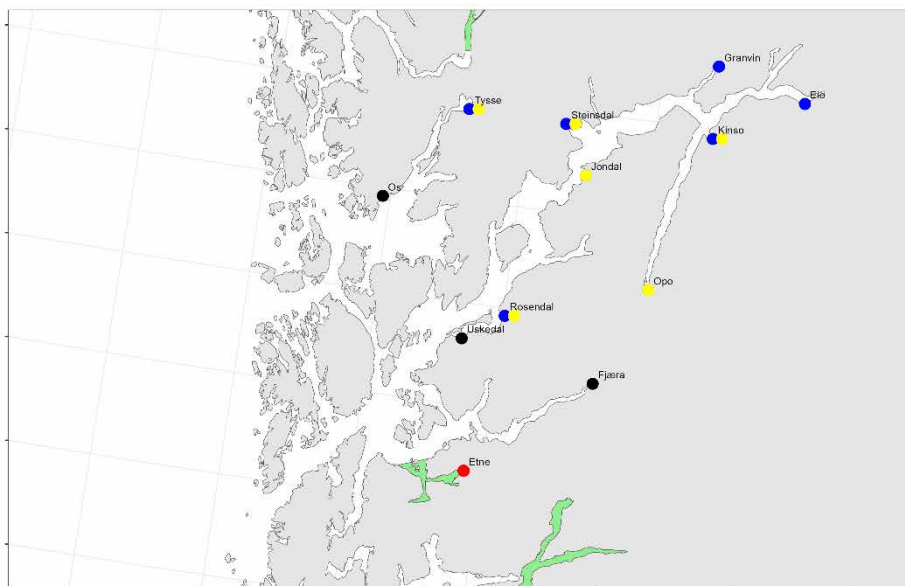 Granvin
Eio
Tysse
Steinsdal
Kinso
Jondal
Os
Opo
Rosendal
Uskedal
Fjæra
Etne